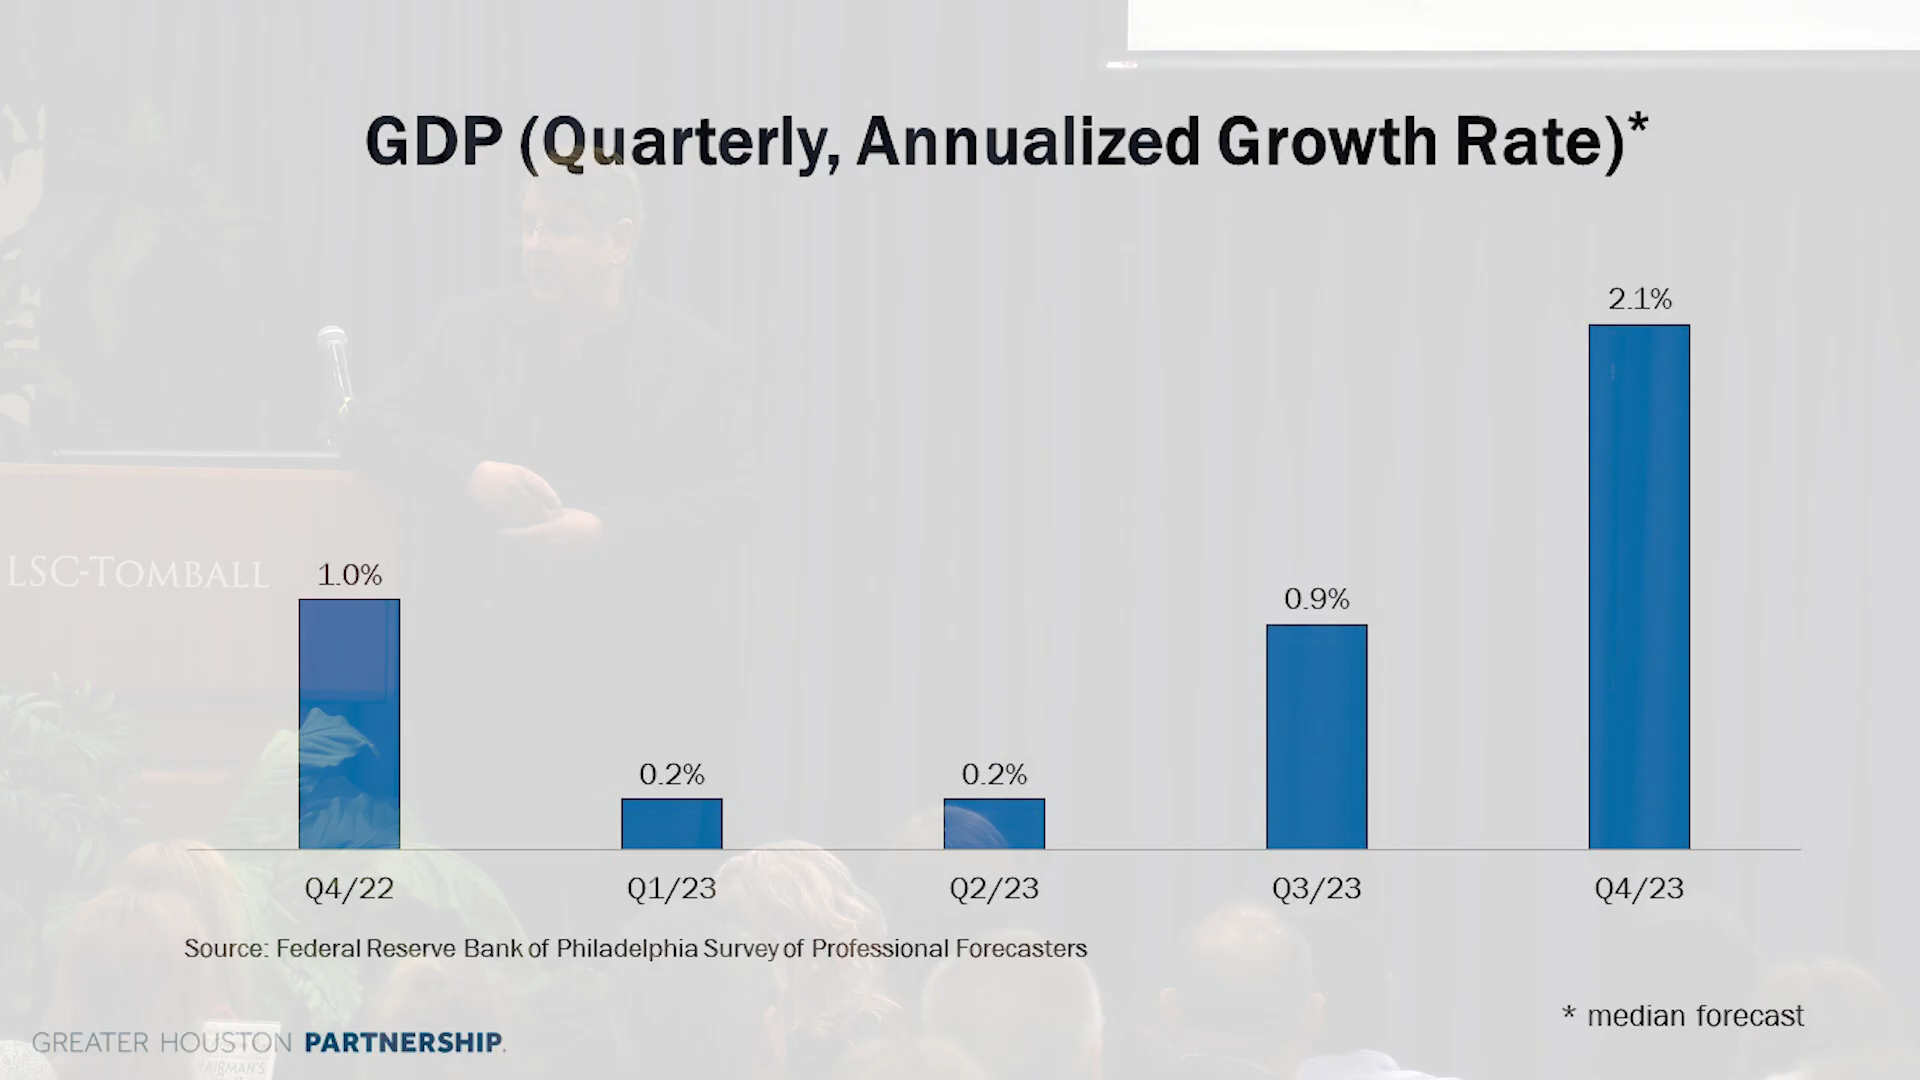 GDP (Quarterly, Annualized Growth Rate)*
2.1%
LSC-TOMBALL
1.0%
0.9%
0.2%
0.2%
Q4/22
Q1/23
Q2/23
Q3/23
Q4/23
Source: Federal Reserve Bank of Philadelphia Survey of Professional Forecasters
* median forecast
GREATER HOUSTON PARTNERSHIP.